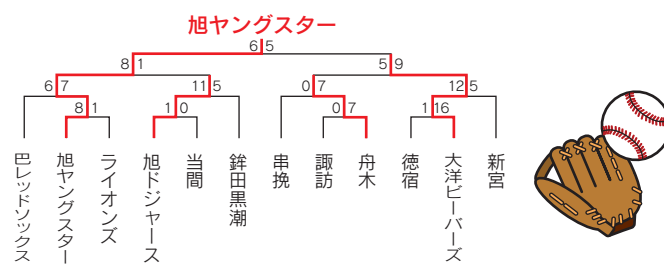 旭ヤングスター
6 5
8 1
5 9
6 7
11 5
0 7
12 5
8 1
1 0
0 7
1 16
巴レッドソックス
旭ヤングスター
ライオンズ
旭ドジャース
当間
鉾田黒潮
串挽
諏訪
舟木
徳宿
大洋ビーバーズ
新宮